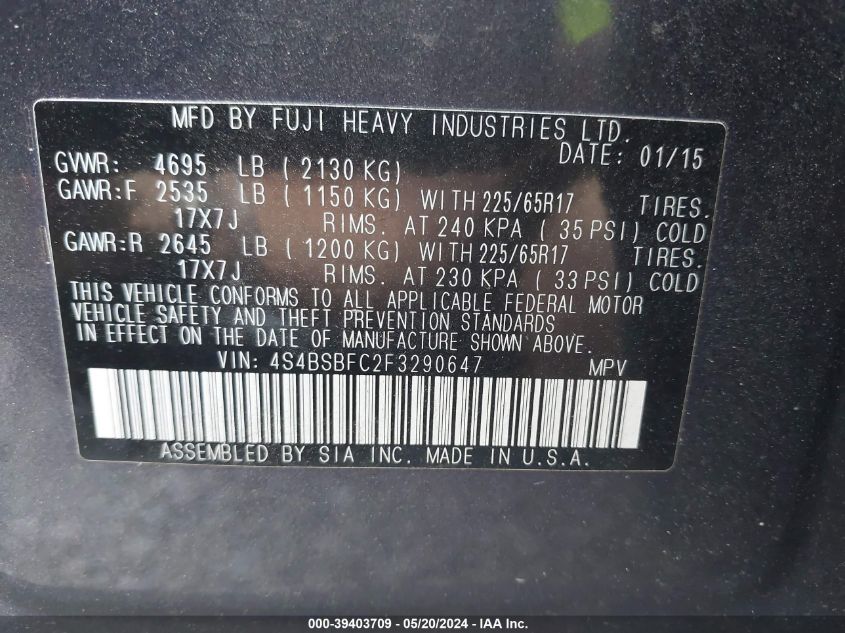 MFD BY FUJI HEAVY INDUSTRIES LTD.
DATE: 01/15
GVWR: 4695 LB ( 2130 KG)
GAWR:F 2535 LB ( 1150 KG) WITH 225/65R17 TIRES.
17X7J RIMS. AT 240 KPA ( 35 PSI) COLD
GAWR:R 2645 LB ( 1200 KG) WITH 225/65R17 TIRES.
17X7J RIMS. AT 230 KPA ( 33 PSI) COLD
THIS VEHICLE CONFORMS TO ALL APPLICABLE FEDERAL MOTOR
VEHICLE SAFETY AND THEFT PREVENTION STANDARDS
IN EFFECT ON THE DATE OF MANUFACTURE SHOWN ABOVE.
VIN: 4S4BSBFC2F3290647 MPV
ASSEMBLED BY SIA INC. MADE IN U.S.A.
000-39403709 - 05/20/2024 - IAA Inc.